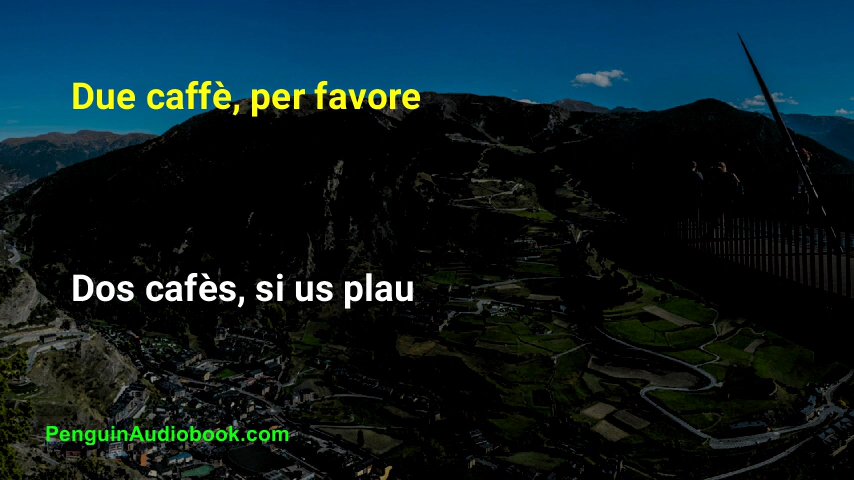 Due caffè, per favore
Dos cafès, si us plau
PenguinAudiobook.com